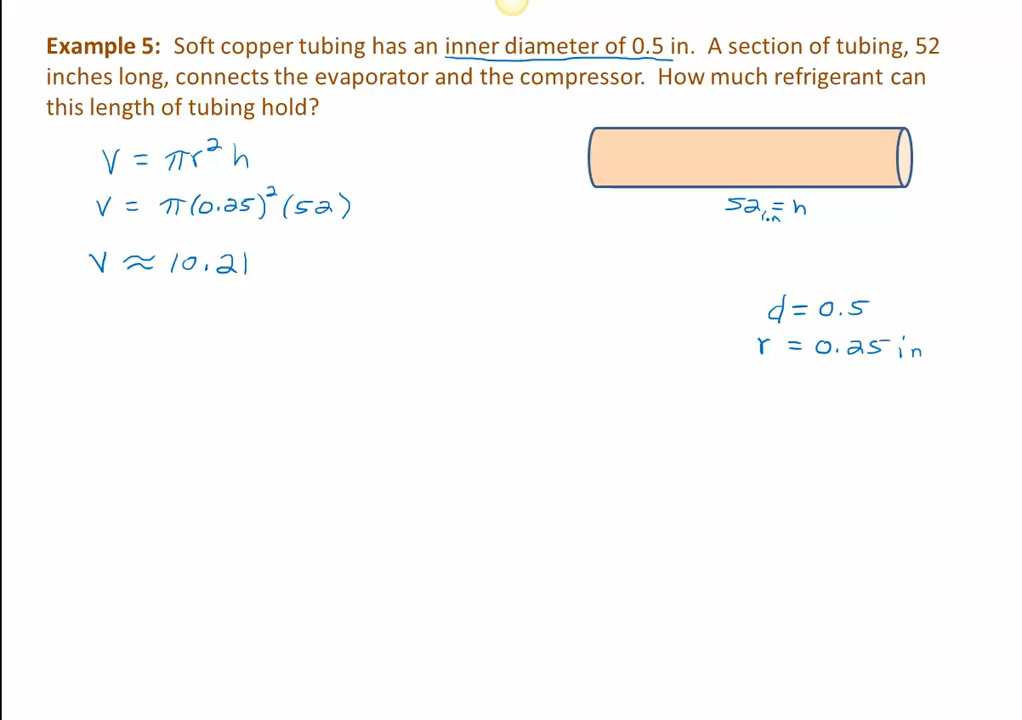 Example 5: Soft copper tubing has an inner diameter of 0.5 in. A section of tubing, 52
inches long, connects the evaporator and the compressor. How much refrigerant can
this length of tubing hold?
V = πr² h
V = π(0.25)² (52)
52 in = h
V ≈ 10.21
d = 0.5
r = 0.25 in